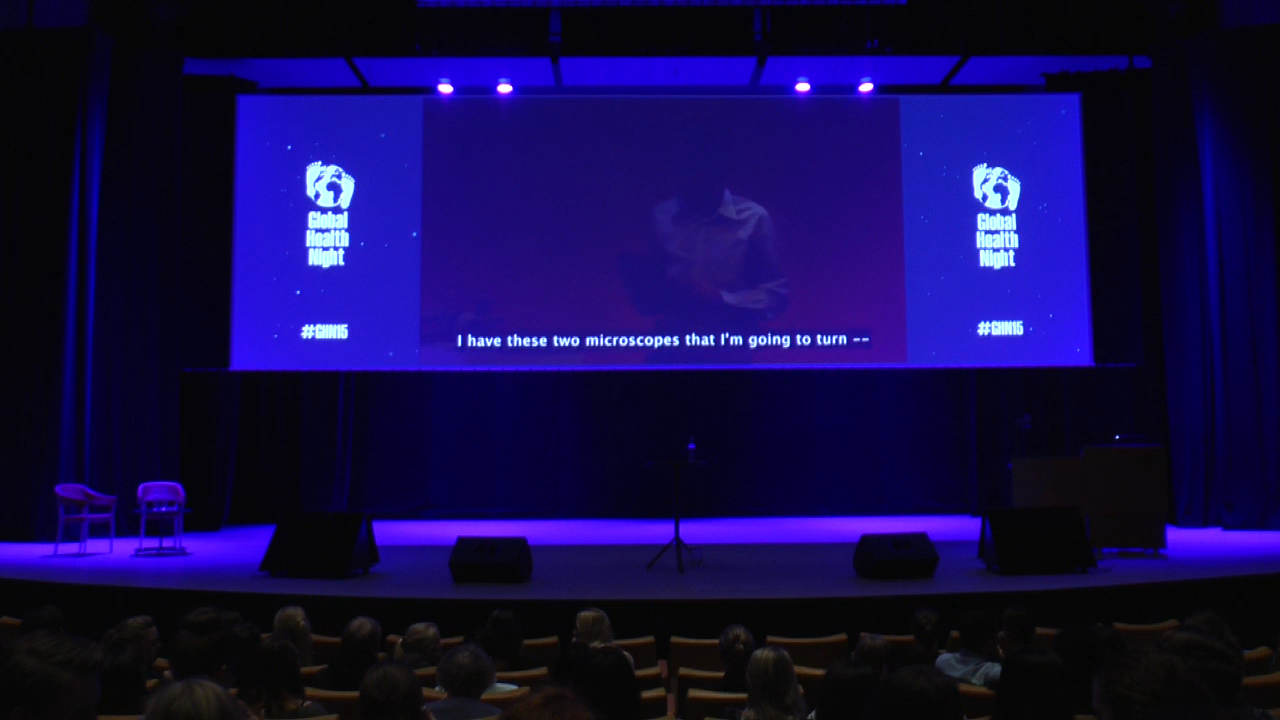 Global
Health
Night
#GHN15
I have these two microscopes that I'm going to turn --
Global
Health
Night
#GHN15